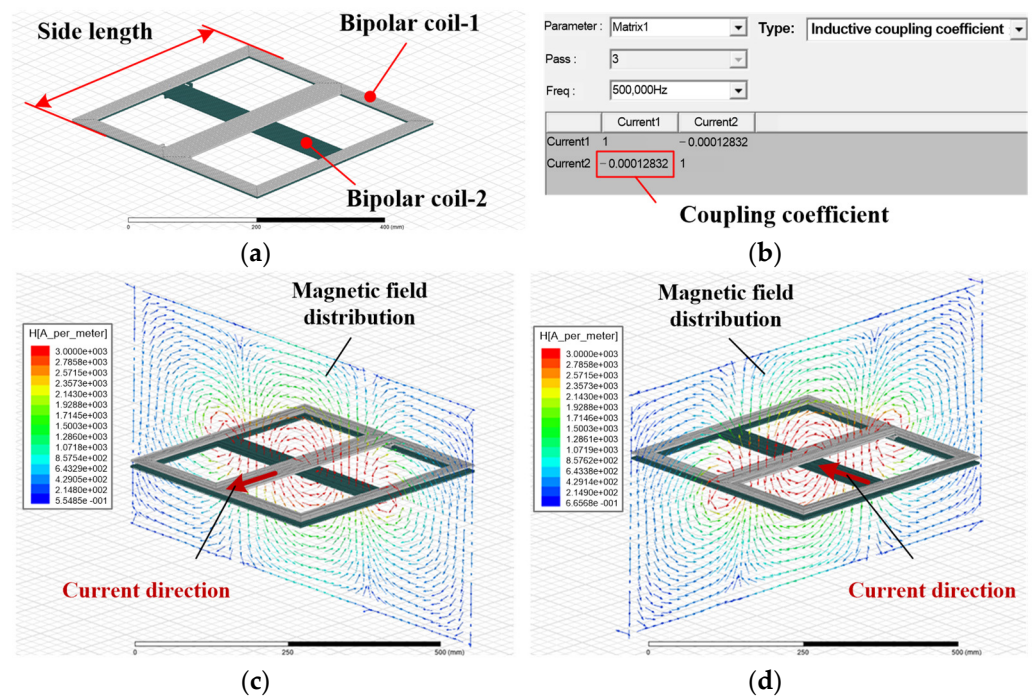 Side length
Bipolar coil-1
Bipolar coil-2
0 200 400 (mm)
(a)
Parameter : Matrix1 Type: Inductive coupling coefficient
Pass : 3
Freq : 500,000Hz
Current1 Current2
Current1 1 – 0.00012832
Current2 – 0.00012832 1
Coupling coefficient
(b)
Magnetic field
distribution
H[A_per_meter]
3.0000e+003
2.7858e+003
2.5715e+003
2.3573e+003
2.1430e+003
1.9288e+003
1.7145e+003
1.5003e+003
1.2860e+003
1.0718e+003
8.5754e+002
6.4329e+002
4.2905e+002
2.1480e+002
5.5485e -001
Current direction
0 250 500 (mm)
(c)
Magnetic field
distribution
H[A_per_meter]
3.0000e+003
2.7858e+003
2.5715e+003
2.3573e+003
2.1430e+003
1.9288e+003
1.7146e+003
1.5003e+003
1.2861e+003
1.0719e+003
8.5762e+002
6.4338e+002
4.2914e+002
2.1490e+002
6.6568e -001
Current direction
0 250 500 (mm)
(d)